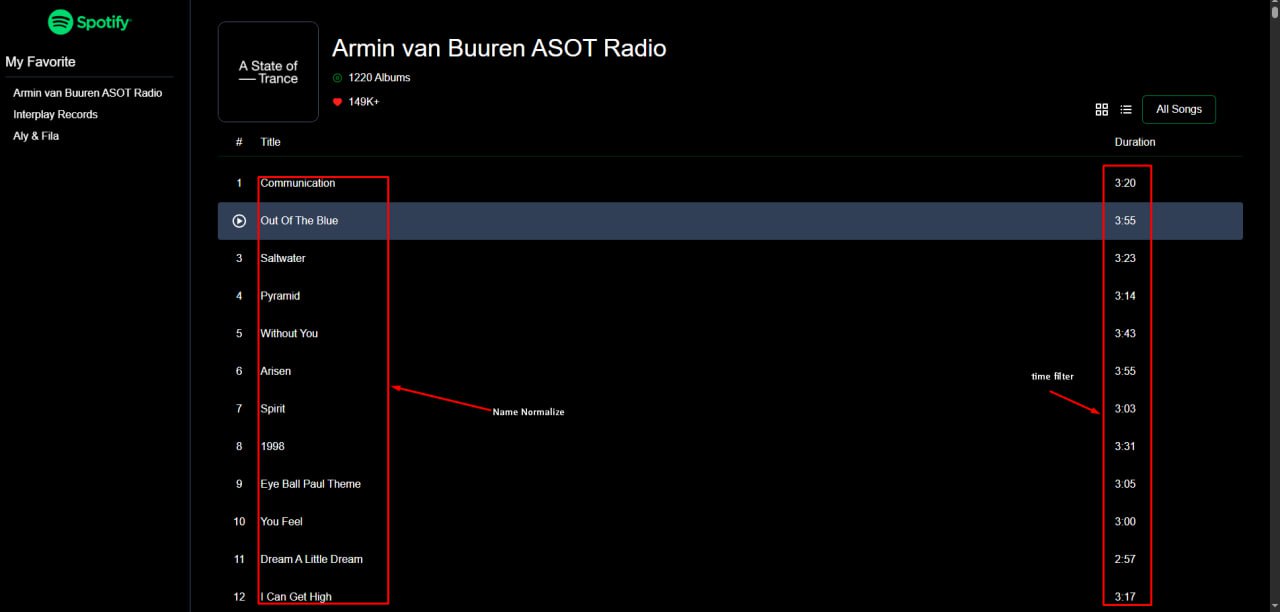 Spotify
My Favorite
Armin van Buuren ASOT Radio
Interplay Records
Aly & Fila
A State of
Trance
Armin van Buuren ASOT Radio
1220 Albums
149K+
All Songs
# Title Duration
1 Communication 3:20
Out Of The Blue 3:55
3 Saltwater 3:23
4 Pyramid 3:14
5 Without You 3:43
6 Arisen 3:55
time filter
7 Spirit 3:03
Name Normalize
8 1998 3:31
9 Eye Ball Paul Theme 3:05
10 You Feel 3:00
11 Dream A Little Dream 2:57
12 I Can Get High 3:17